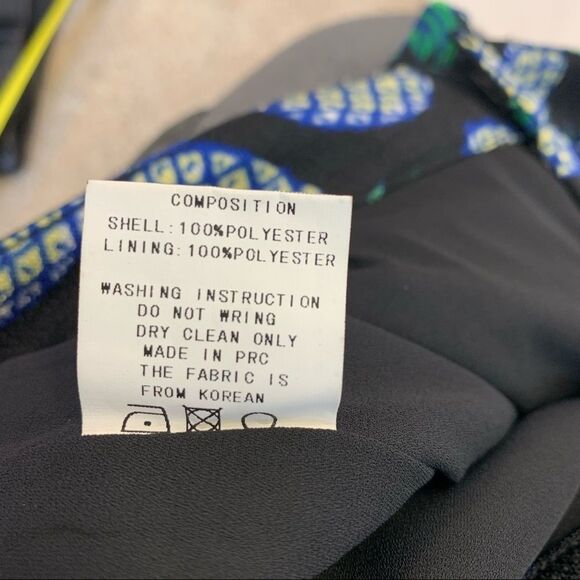 COMPOSITION
SHELL:100%POLYESTER
LINING:100%POLYESTER
WASHING INSTRUCTION
DO NOT WRING
DRY CLEAN ONLY
MADE IN PRC
THE FABRIC IS
FROM KOREAN